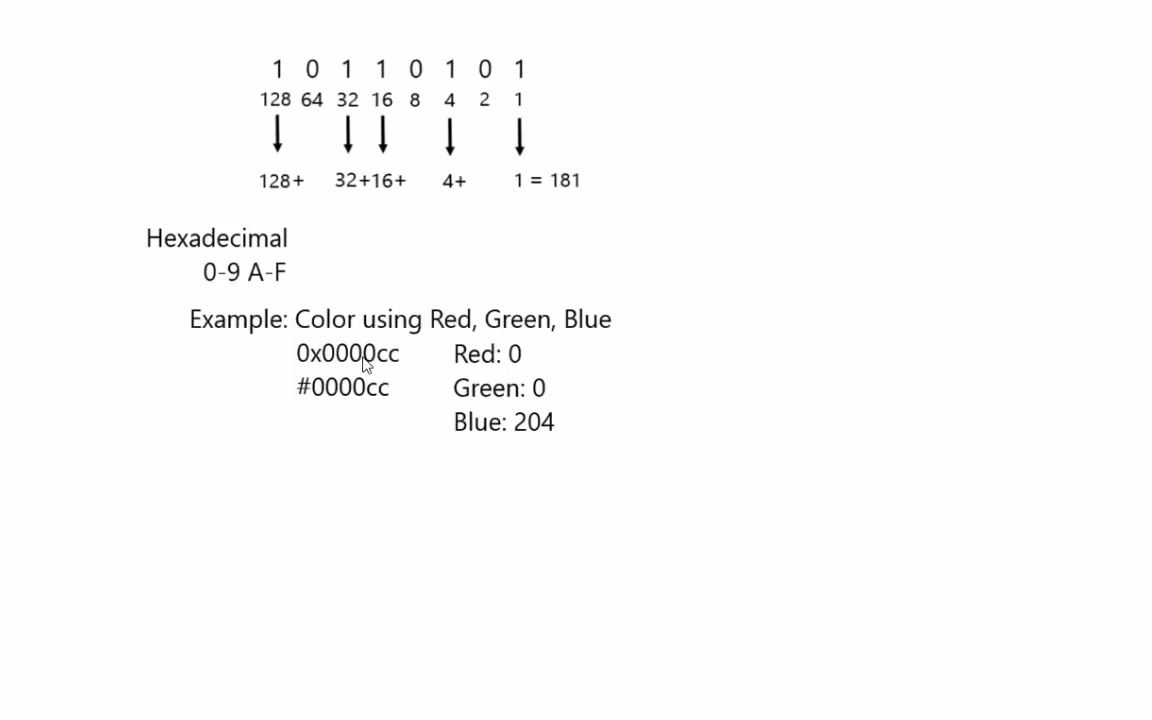 1 0 1 1 0 1 0 1
128 64 32 16 8 4 2 1
128+ 32+16+ 4+ 1 = 181
Hexadecimal
0-9 A-F
Example: Color using Red, Green, Blue
0x0000cc Red: 0
#0000cc Green: 0
Blue: 204